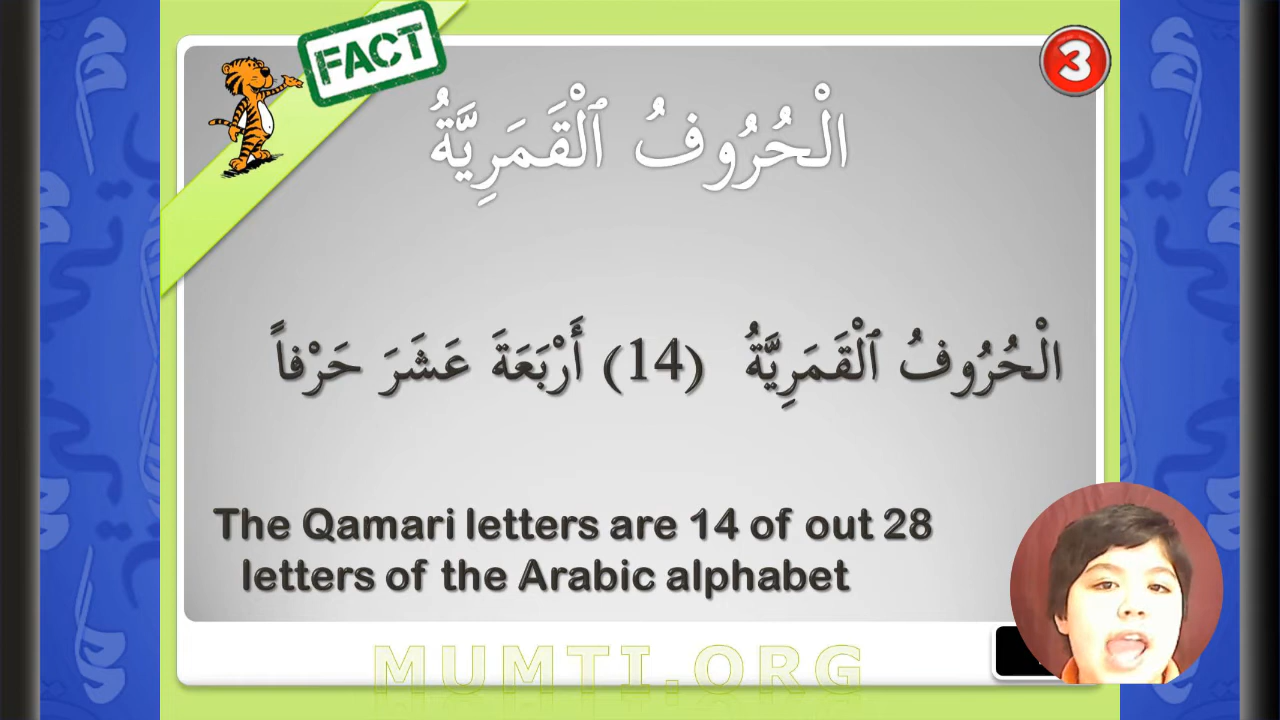 FACT
3
الْحُرُوفُ ٱلْقَمَرِيَّةُ
الْحُرُوفُ ٱلْقَمَرِيَّةُ (14) أَرْبَعَةَ عَشَرَ حَرْفاً
The Qamari letters are 14 of out 28
letters of the Arabic alphabet
MUMTI.ORG